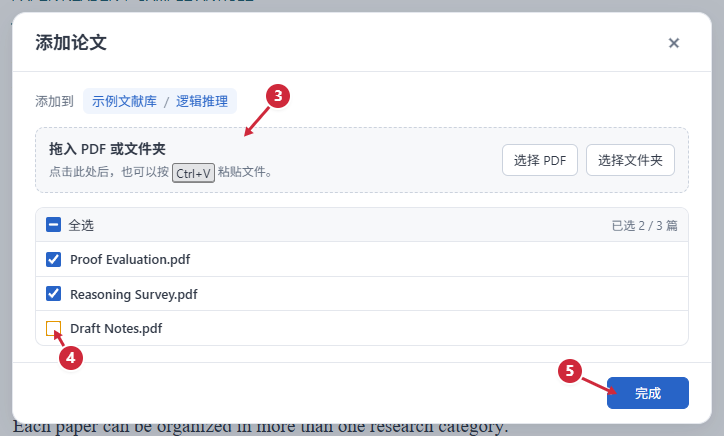 添加论文
添加到 示例文献库 / 逻辑推理
3
拖入 PDF 或文件夹
点击此处后，也可以按 Ctrl+V 粘贴文件。
选择 PDF 选择文件夹
全选 已选 2 / 3 篇
Proof Evaluation.pdf
Reasoning Survey.pdf
Draft Notes.pdf
4
5
完成
Each paper can be organized in more than one research category.